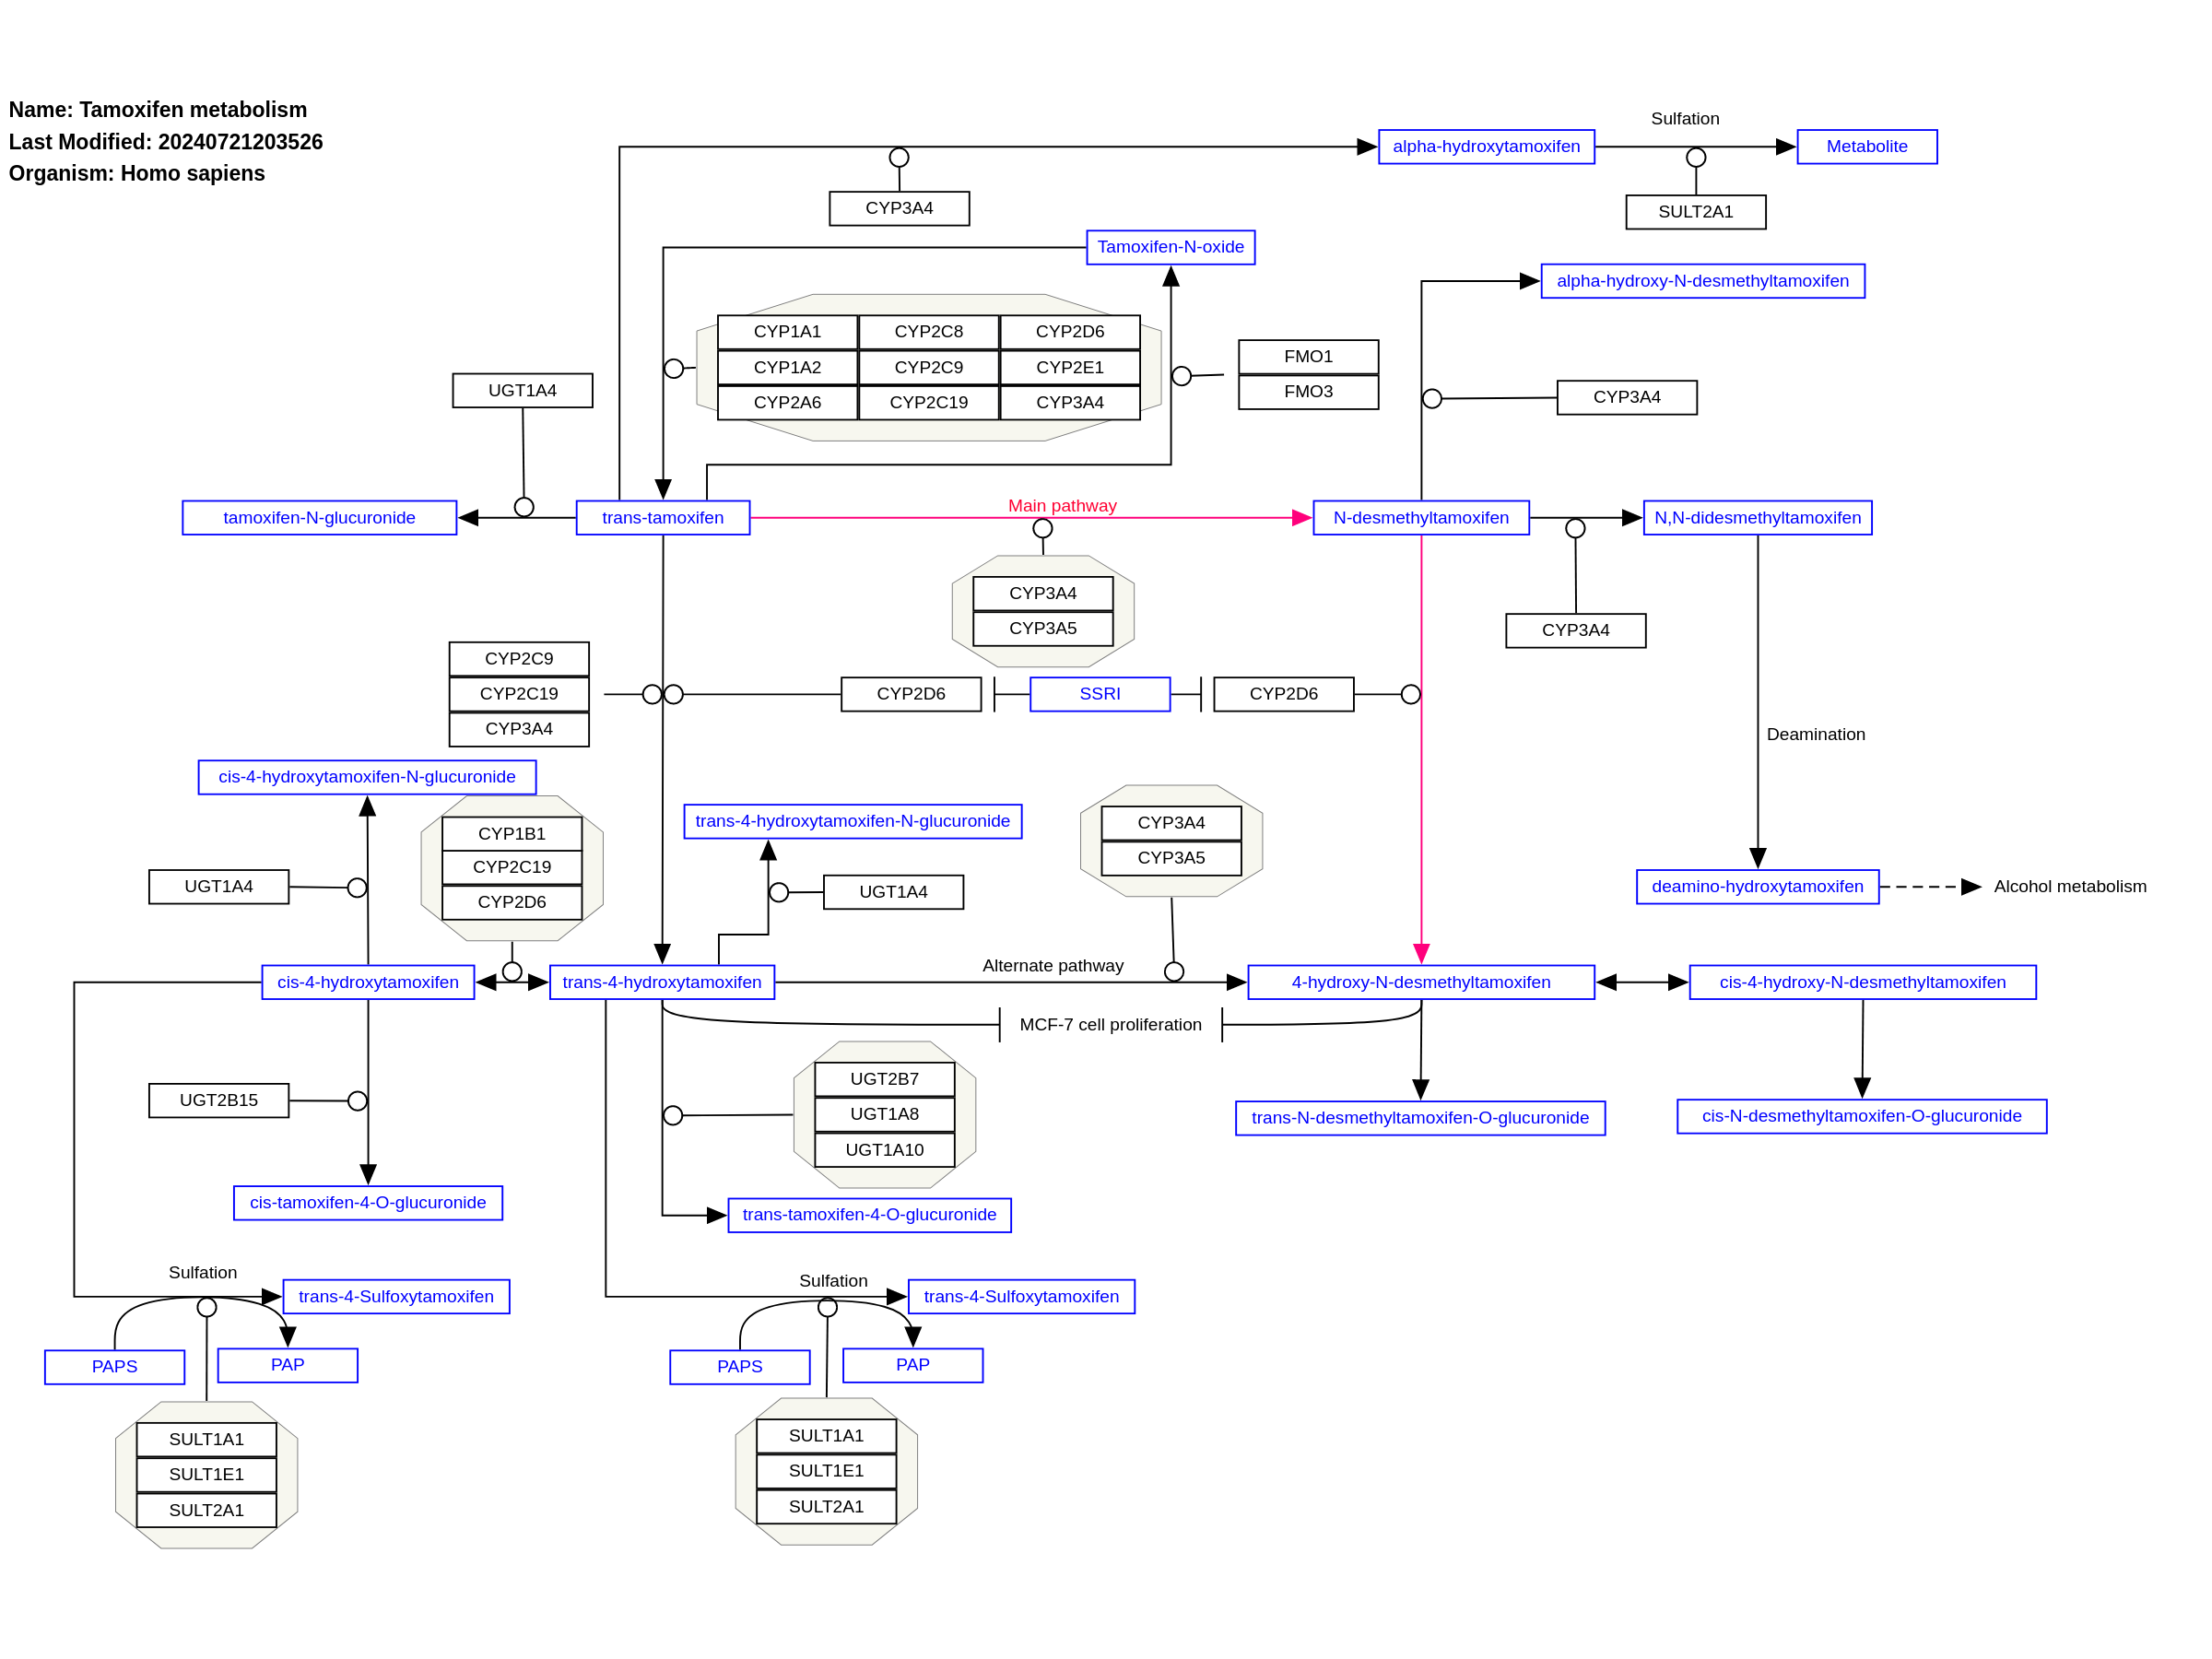 Name: Tamoxifen metabolism
Last Modified: 20240721203526
Organism: Homo sapiens
Sulfation
alpha-hydroxytamoxifen
Metabolite
CYP3A4
SULT2A1
Tamoxifen-N-oxide
alpha-hydroxy-N-desmethyltamoxifen
CYP1A1
CYP2C8
CYP2D6
CYP1A2
CYP2C9
CYP2E1
CYP2A6
CYP2C19
CYP3A4
FMO1
FMO3
UGT1A4
CYP3A4
tamoxifen-N-glucuronide
trans-tamoxifen
Main pathway
N-desmethyltamoxifen
N,N-didesmethyltamoxifen
CYP3A4
CYP3A5
CYP3A4
CYP2C9
CYP2C19
CYP3A4
CYP2D6
SSRI
CYP2D6
Deamination
cis-4-hydroxytamoxifen-N-glucuronide
CYP1B1
CYP2C19
CYP2D6
trans-4-hydroxytamoxifen-N-glucuronide
CYP3A4
CYP3A5
UGT1A4
UGT1A4
deamino-hydroxytamoxifen
Alcohol metabolism
cis-4-hydroxytamoxifen
trans-4-hydroxytamoxifen
Alternate pathway
4-hydroxy-N-desmethyltamoxifen
cis-4-hydroxy-N-desmethyltamoxifen
MCF-7 cell proliferation
UGT2B15
UGT2B7
UGT1A8
UGT1A10
trans-N-desmethyltamoxifen-O-glucuronide
cis-N-desmethyltamoxifen-O-glucuronide
cis-tamoxifen-4-O-glucuronide
trans-tamoxifen-4-O-glucuronide
Sulfation
trans-4-Sulfoxytamoxifen
Sulfation
trans-4-Sulfoxytamoxifen
PAPS
PAP
PAPS
PAP
SULT1A1
SULT1E1
SULT2A1
SULT1A1
SULT1E1
SULT2A1